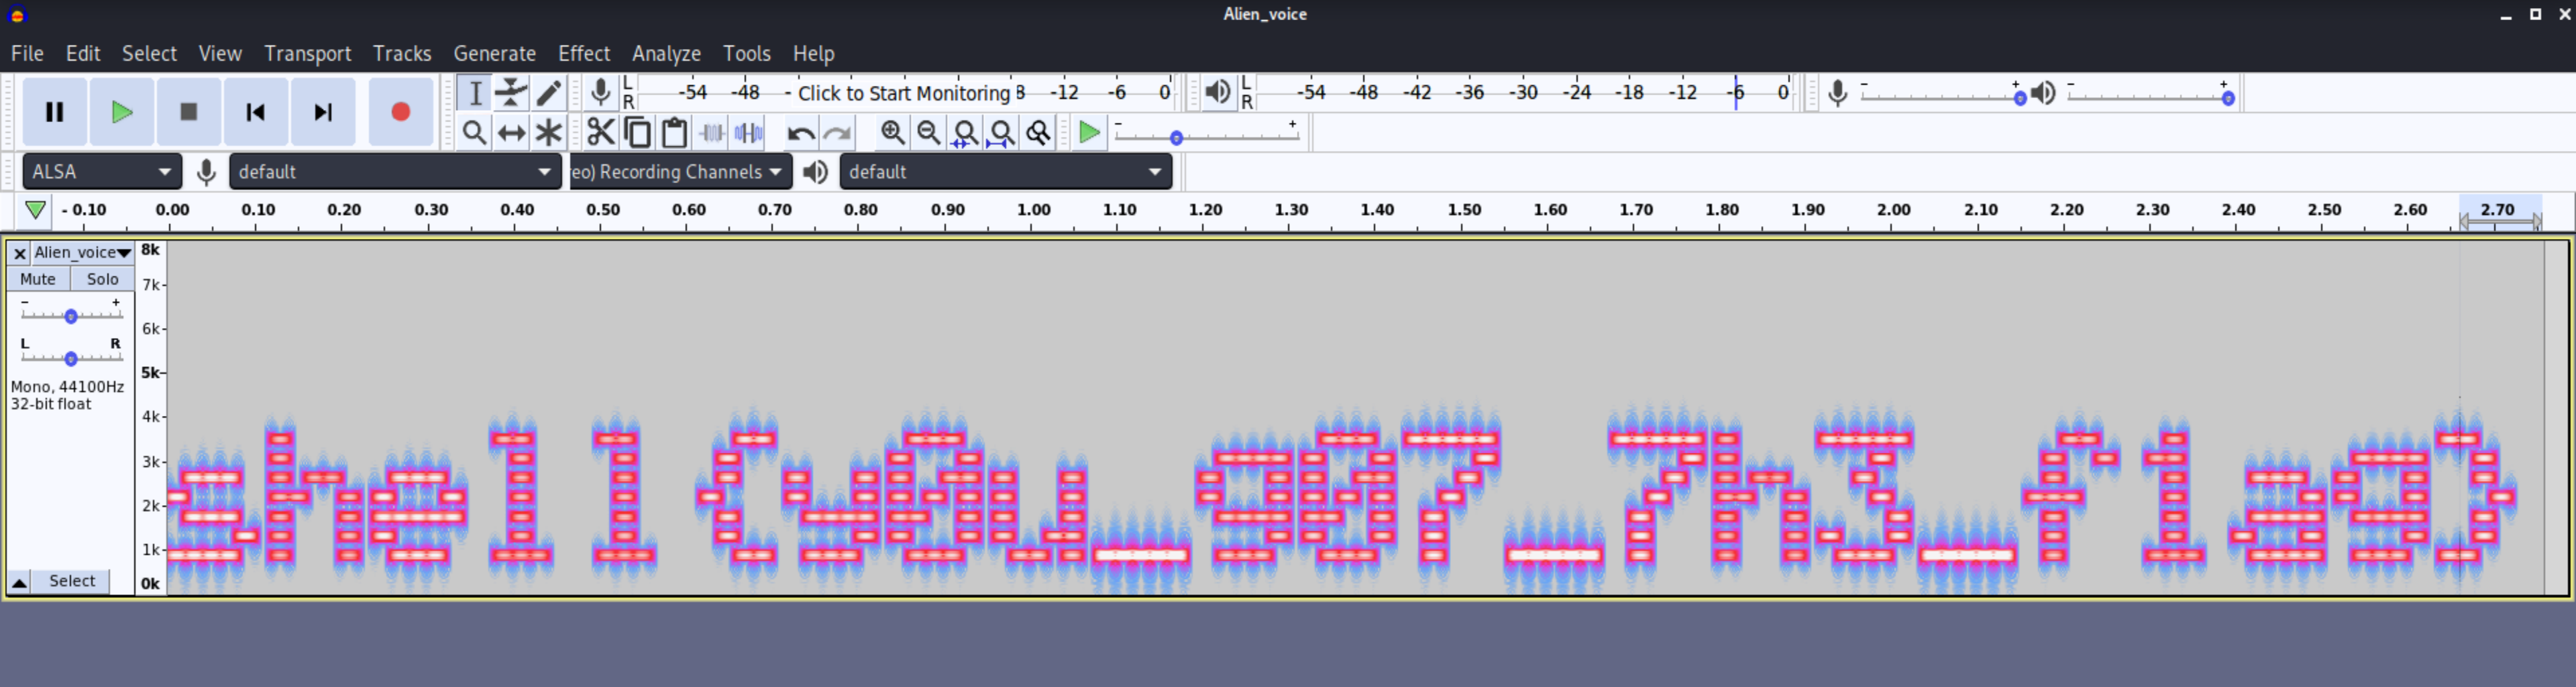 Alien_voice
File Edit Select View Transport Tracks Generate Effect Analyze Tools Help
L R -54 -48 - Click to Start Monitoring 8 -12 -6 0 L R -54 -48 -42 -36 -30 -24 -18 -12 -6 0 - + - +
- +
ALSA default eo) Recording Channels default
- 0.10 0.00 0.10 0.20 0.30 0.40 0.50 0.60 0.70 0.80 0.90 1.00 1.10 1.20 1.30 1.40 1.50 1.60 1.70 1.80 1.90 2.00 2.10 2.20 2.30 2.40 2.50 2.60 2.70
Alien_voice
Mute Solo
- +
L R
Mono, 44100Hz
32-bit float
Select
8k
7k
6k
5k
4k
3k
2k
1k
0k
shell{y0u_g07_7h3_f1ag}